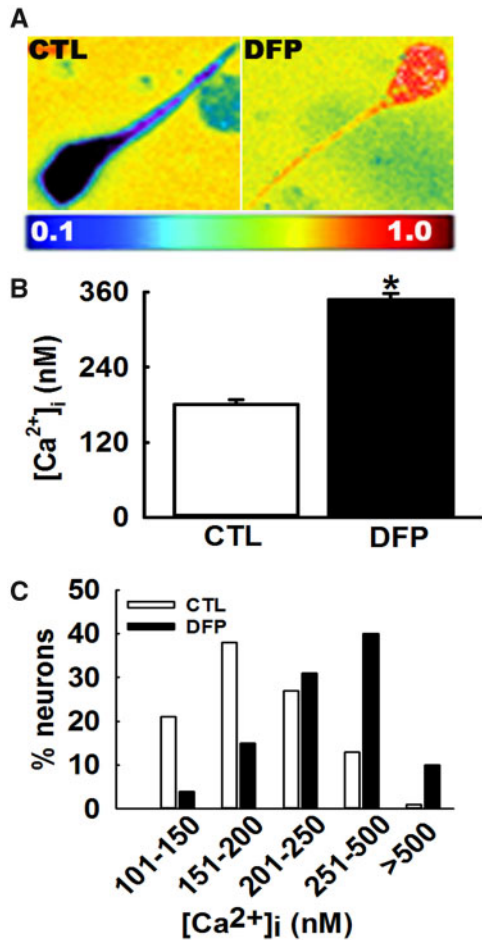 A
CTL DFP
0.1 1.0
B
360
240
120
0
[Ca²⁺]ᵢ (nM)
*
CTL DFP
C
50
40
30
20
10
0
% neurons
CTL
DFP
101-150 151-200 201-250 251-500 >500
[Ca2+]i (nM)